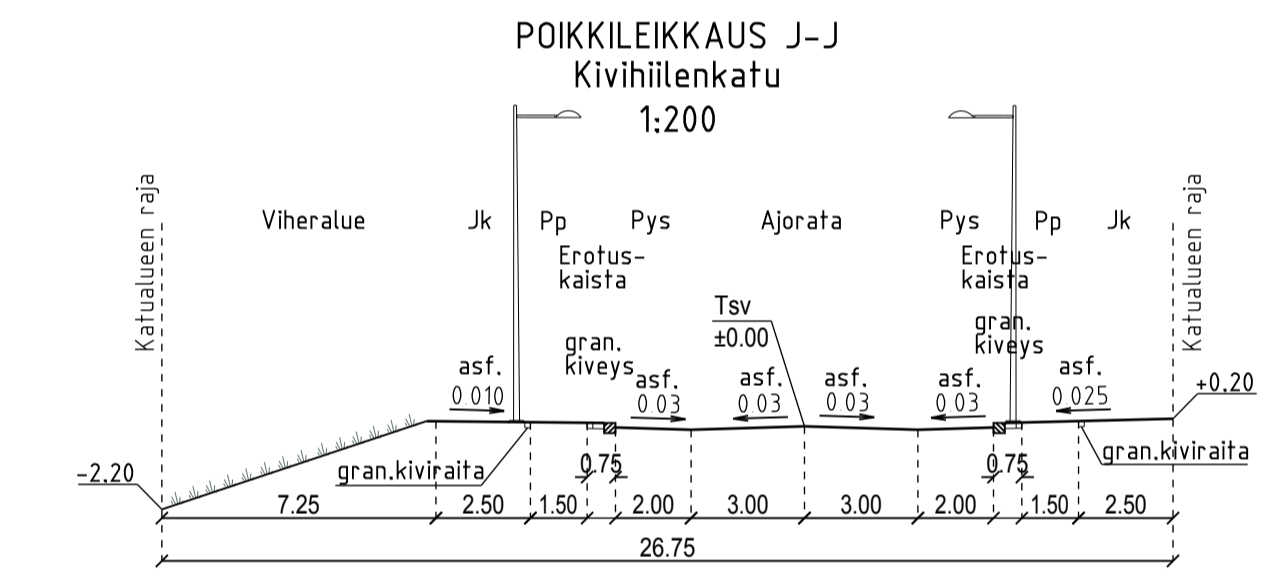 POIKKILEIKKAUS J-J
Kivihiilenkatu
1:200
Katualueen raja
Viheralue
Jk
Pp
Pys
Ajorata
Pys
Pp
Jk
Katualueen raja
Erotus-
kaista
Erotus-
kaista
Tsv
±0.00
gran.
kiveys
gran.
kiveys
asf.
0.010
asf.
0.03
asf.
0.03
asf.
0.03
asf.
0.03
asf.
0.025
+0.20
-2.20
gran.kiviraita
0.75
0.75
gran.kiviraita
7.25
2.50
1.50
2.00
3.00
3.00
2.00
1.50
2.50
26.75